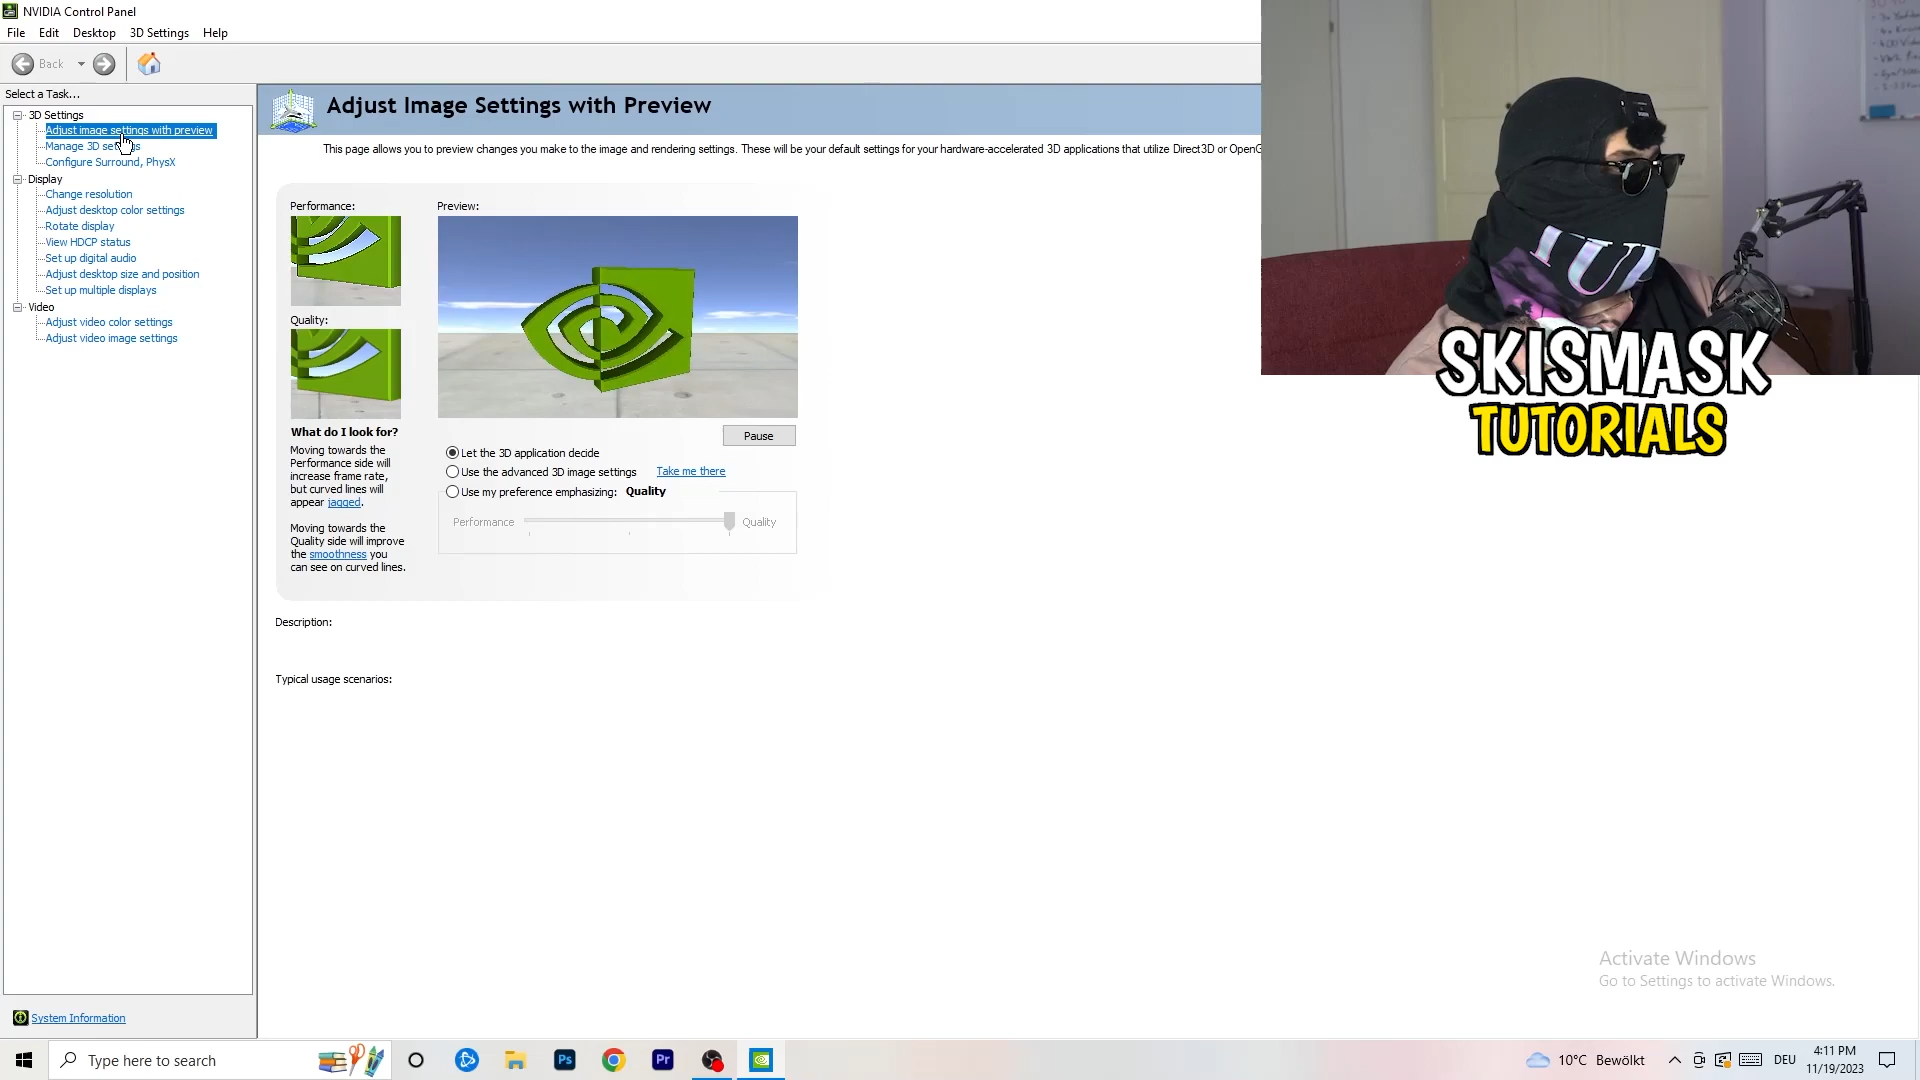 NVIDIA Control Panel
File Edit Desktop 3D Settings Help
Back
Select a Task...
3D Settings
Adjust image settings with preview
Manage 3D settings
Configure Surround, PhysX
Display
Change resolution
Adjust desktop color settings
Rotate display
View HDCP status
Set up digital audio
Adjust desktop size and position
Set up multiple displays
Video
Adjust video color settings
Adjust video image settings
System Information
Adjust Image Settings with Preview
This page allows you to preview changes you make to the image and rendering settings. These will be your default settings for your hardware-accelerated 3D applications that utilize Direct3D or OpenG
Performance:
Quality:
What do I look for?
Moving towards the
Performance side will
increase frame rate,
but curved lines will
appear jagged.
Moving towards the
Quality side will improve
the smoothness you
can see on curved lines.
Preview:
Pause
Let the 3D application decide
Use the advanced 3D image settings Take me there
Use my preference emphasizing: Quality
Performance Quality
Description:
Typical usage scenarios:
SKISMASK
TUTORIALS
Activate Windows
Go to Settings to activate Windows.
Type here to search
Ps
Pr
10°C Bewölkt
DEU
4:11 PM
11/19/2023